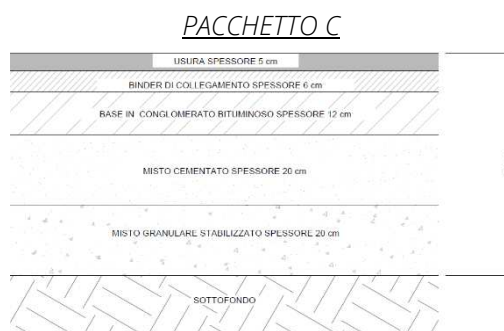 PACCHETTO C
USURA SPESSORE 5 cm
BINDER DI COLLEGAMENTO SPESSORE 6 cm
BASE IN CONGLOMERATO BITUMINOSO SPESSORE 12 cm
MISTO CEMENTATO SPESSORE 20 cm
MISTO GRANULARE STABILIZZATO SPESSORE 20 cm
SOTTOFONDO